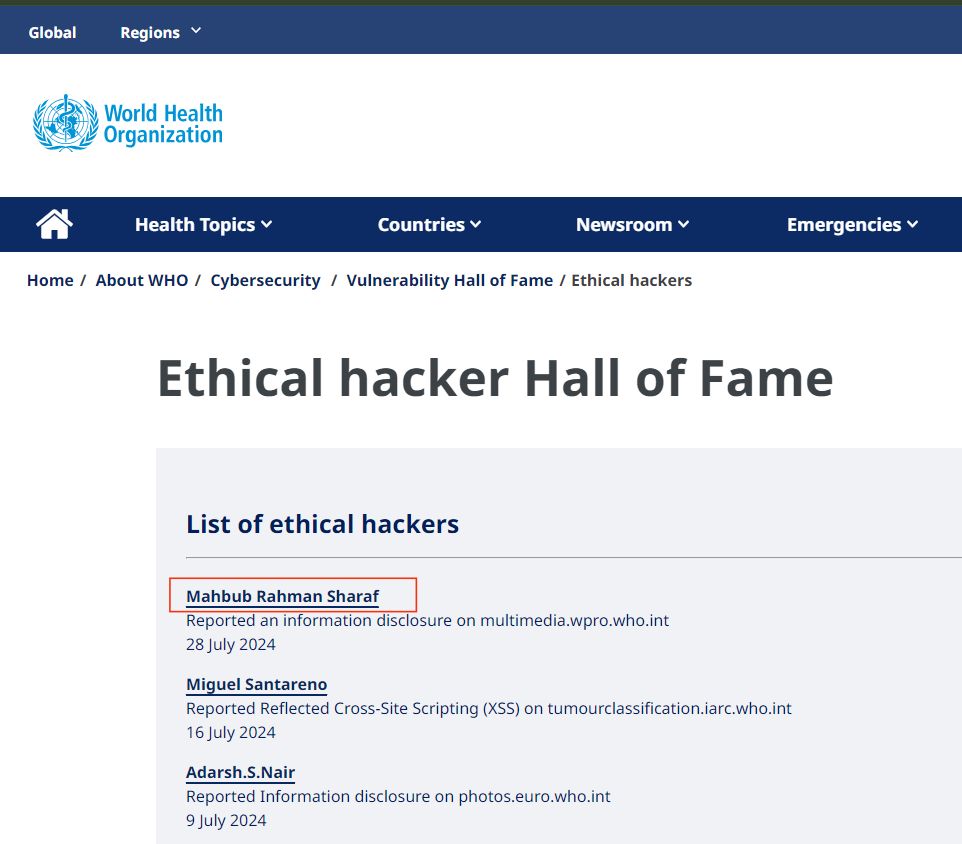 Global Regions
World Health
Organization
Health Topics Countries Newsroom Emergencies
Home / About WHO / Cybersecurity / Vulnerability Hall of Fame / Ethical hackers
Ethical hacker Hall of Fame
List of ethical hackers
Mahbub Rahman Sharaf
Reported an information disclosure on multimedia.wpro.who.int
28 July 2024
Miguel Santareno
Reported Reflected Cross-Site Scripting (XSS) on tumourclassification.iarc.who.int
16 July 2024
Adarsh.S.Nair
Reported Information disclosure on photos.euro.who.int
9 July 2024